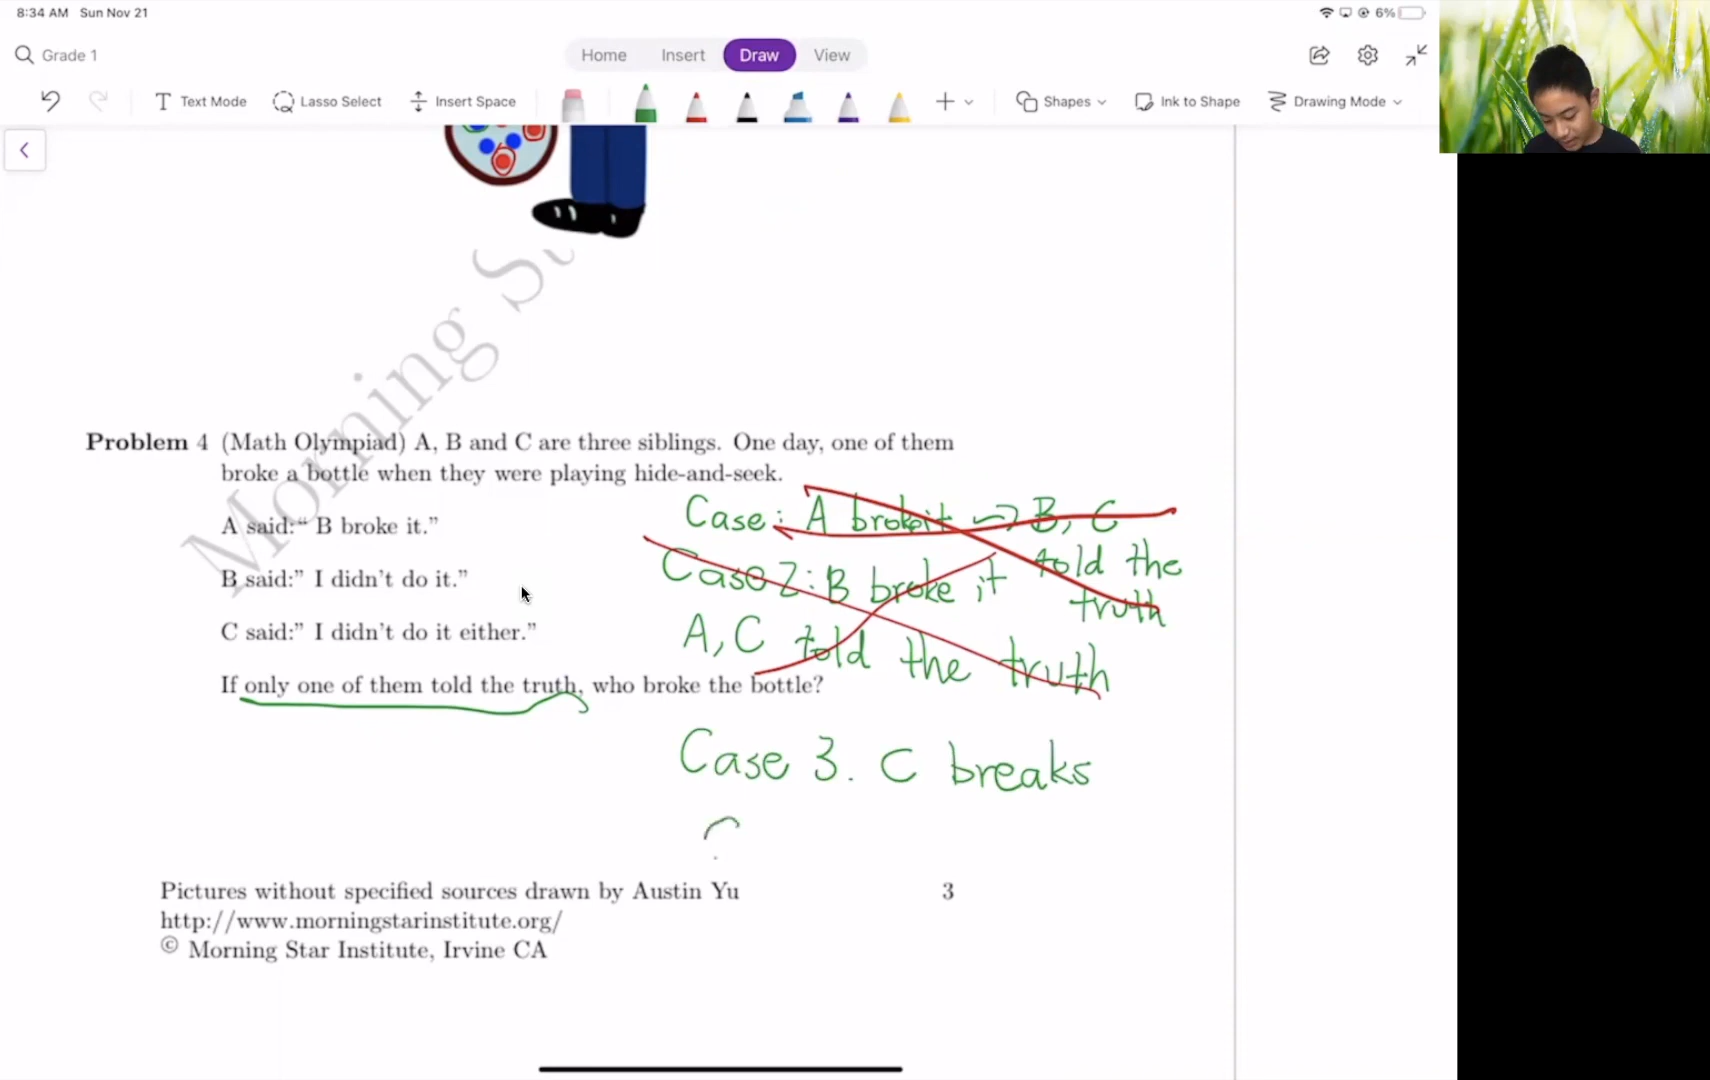 8:34 AM Sun Nov 21
6%
Grade 1
Home Insert Draw View
Text Mode Lasso Select Insert Space Shapes Ink to Shape Drawing Mode
Morning St
Problem 4 (Math Olympiad) A, B and C are three siblings. One day, one of them
broke a bottle when they were playing hide-and-seek.
A said:“ B broke it.”
B said:” I didn’t do it.”
C said:” I didn’t do it either.”
If only one of them told the truth, who broke the bottle?
Case: A broke it → B, C
told the
truth
Case 2: B broke it
A, C told the truth
Case 3. C breaks
Pictures without specified sources drawn by Austin Yu
3
http://www.morningstarinstitute.org/
© Morning Star Institute, Irvine CA